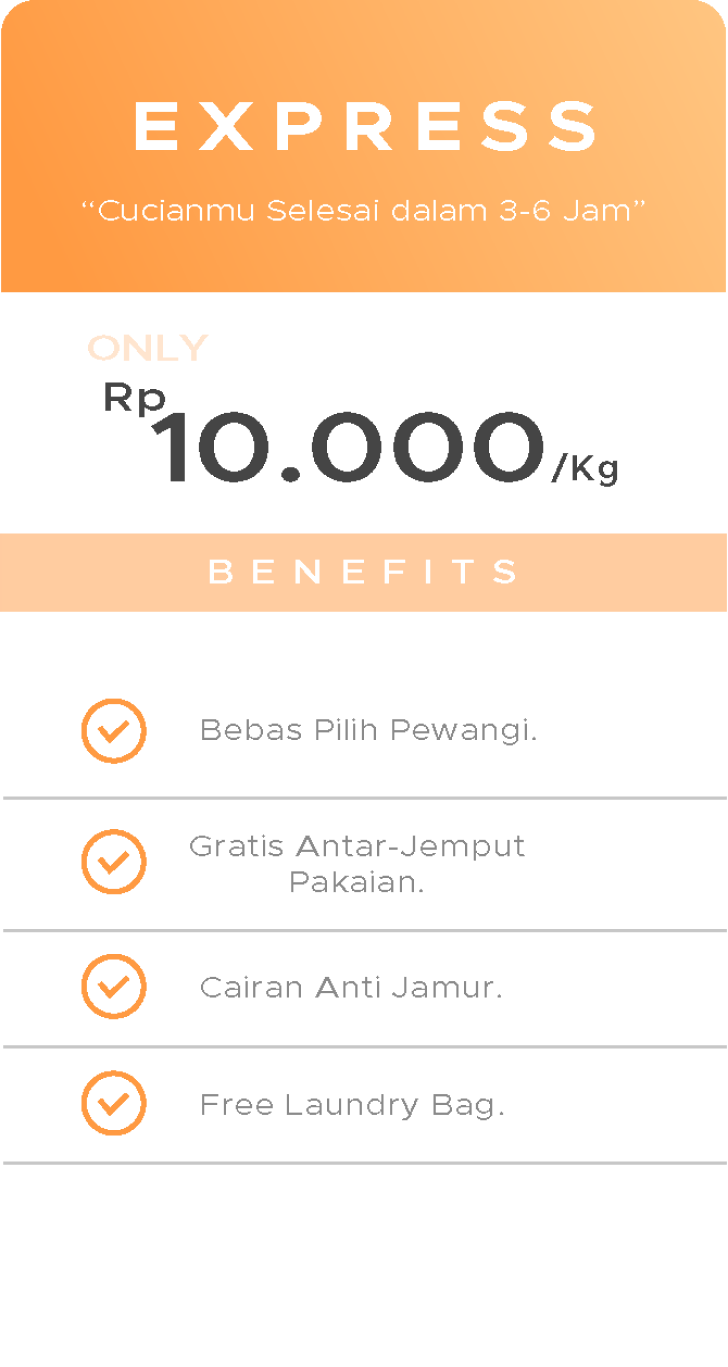 EXPRESS
“Cucianmu Selesai dalam 3-6 Jam”
ONLY
Rp
10.000/Kg
BENEFITS
Bebas Pilih Pewangi.
Gratis Antar-Jemput
Pakaian.
Cairan Anti Jamur.
Free Laundry Bag.